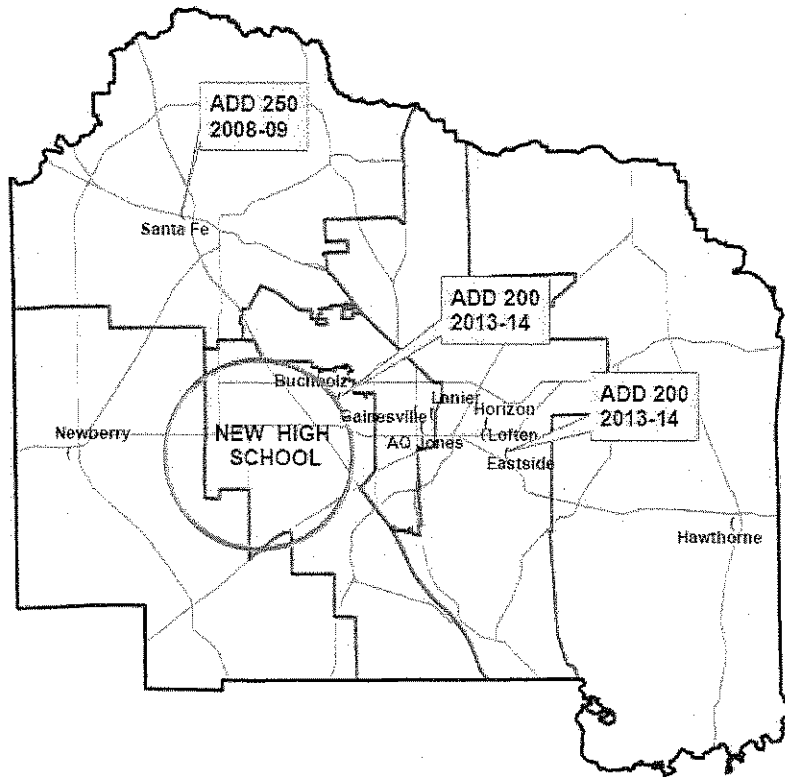 ADD 250
2008-09
Santa Fe
ADD 200
2013-14
Buchholz
Lanier
ADD 200
2013-14
Gainesville
Horizon
Newberry
NEW HIGH
SCHOOL
AQ Jones
Loften
Eastside
Hawthorne